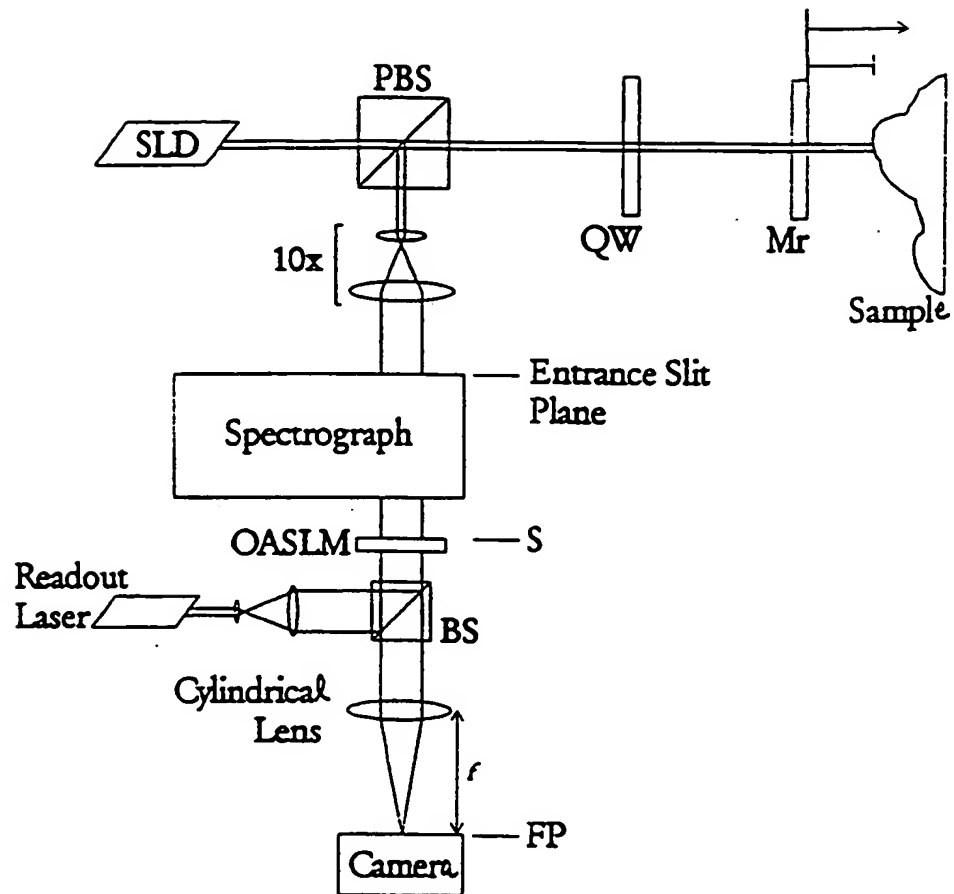 PBS
SLD
QW
Mr
10x
Sample
Entrance Slit
Plane
Spectrograph
OASLM
S
Readout
Laser
BS
Cylindrical
Lens
f
FP
Camera